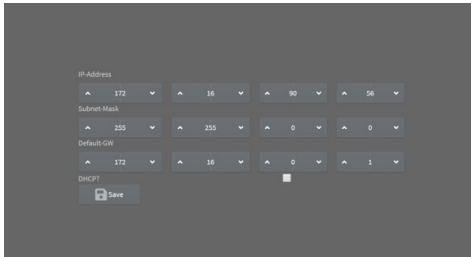 IP-Address
172 16 90 56
Subnet-Mask
255 255 0 0
Default-GW
172 16 0 1
DHCPT
Save